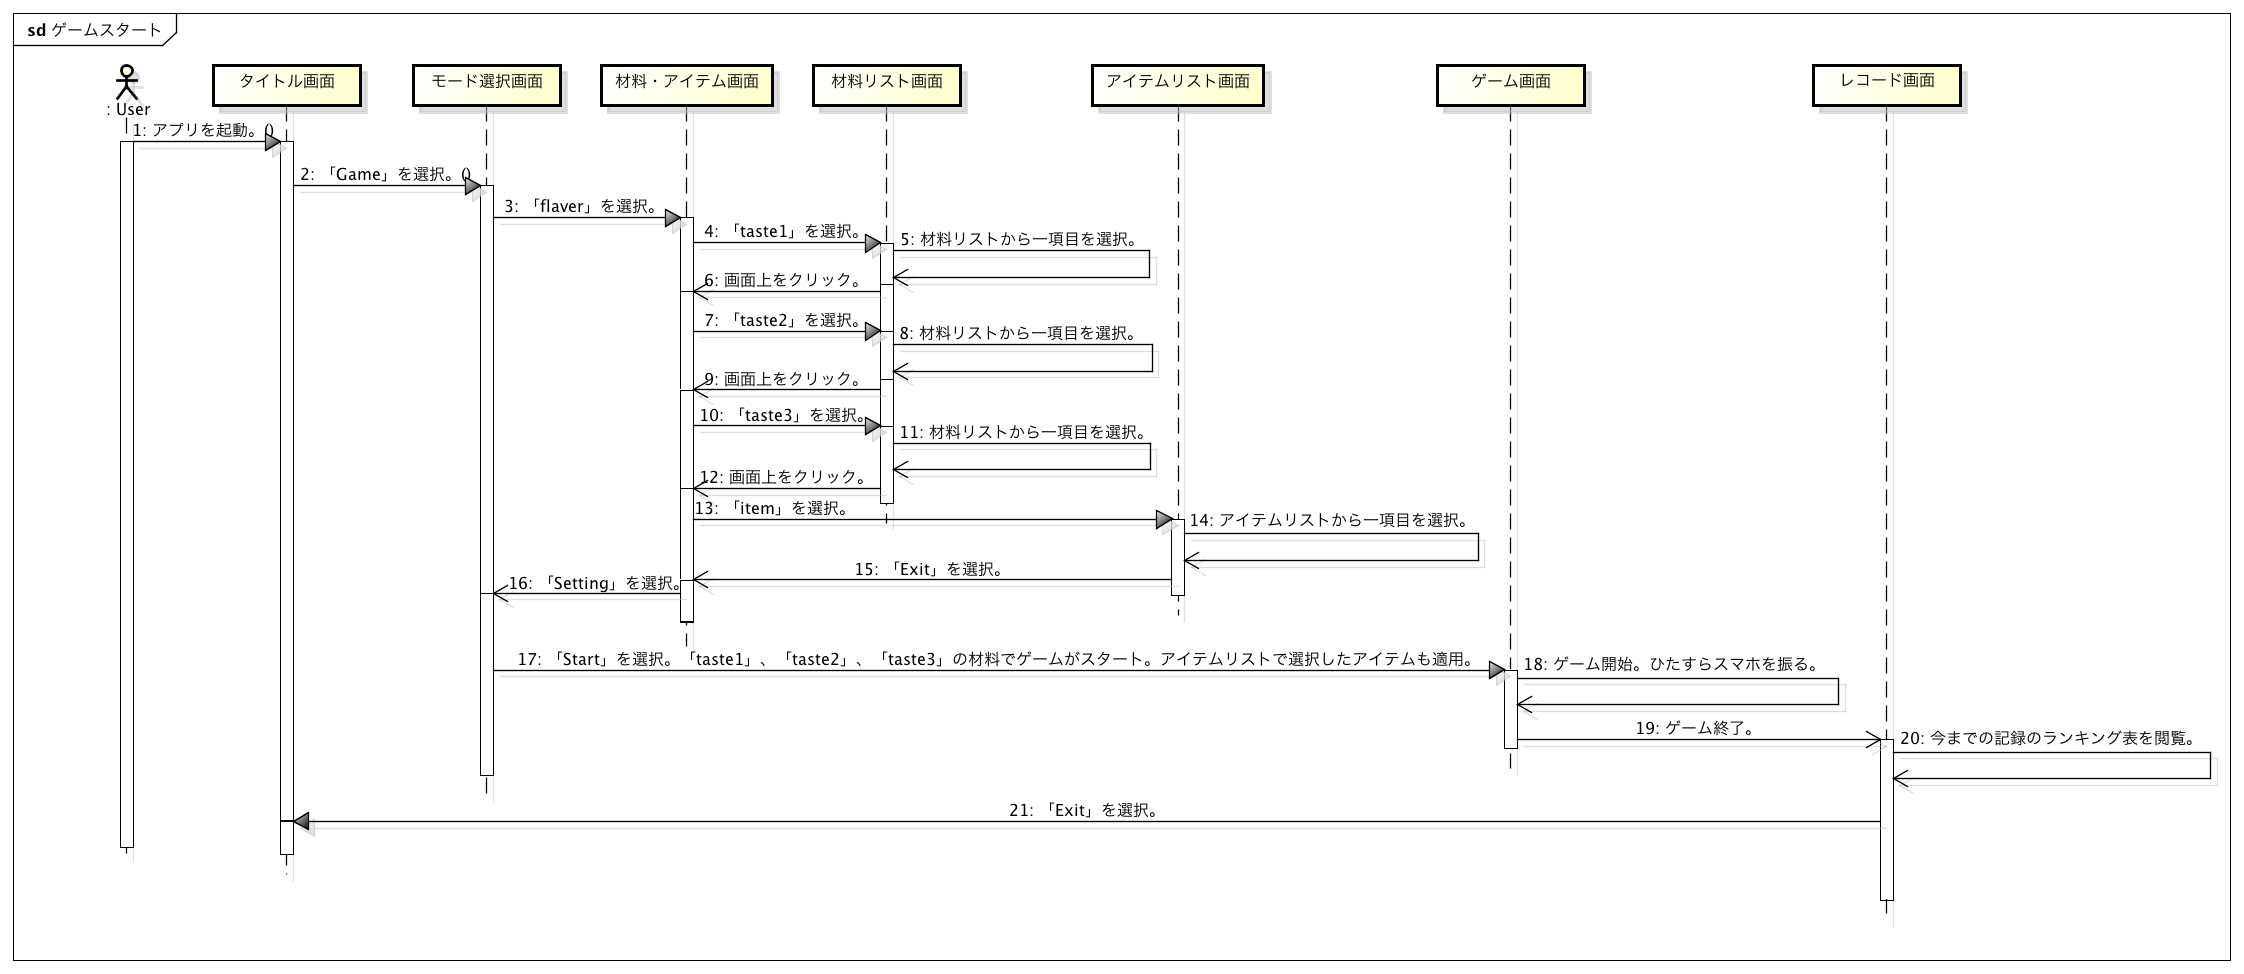 sd ゲームスタート
: User
タイトル画面
モード選択画面
材料・アイテム画面
材料リスト画面
アイテムリスト画面
ゲーム画面
レコード画面
1: アプリを起動。()
2: 「Game」を選択。()
3: 「flaver」を選択。
4: 「taste1」を選択。
5: 材料リストから一項目を選択。
6: 画面上をクリック。
7: 「taste2」を選択。
8: 材料リストから一項目を選択。
9: 画面上をクリック。
10: 「taste3」を選択。
11: 材料リストから一項目を選択。
12: 画面上をクリック。
13: 「item」を選択。
14: アイテムリストから一項目を選択。
15: 「Exit」を選択。
16: 「Setting」を選択。
17: 「Start」を選択。「taste1」、「taste2」、「taste3」の材料でゲームがスタート。アイテムリストで選択したアイテムも適用。
18: ゲーム開始。ひたすらスマホを振る。
19: ゲーム終了。
20: 今までの記録のランキング表を閲覧。
21: 「Exit」を選択。